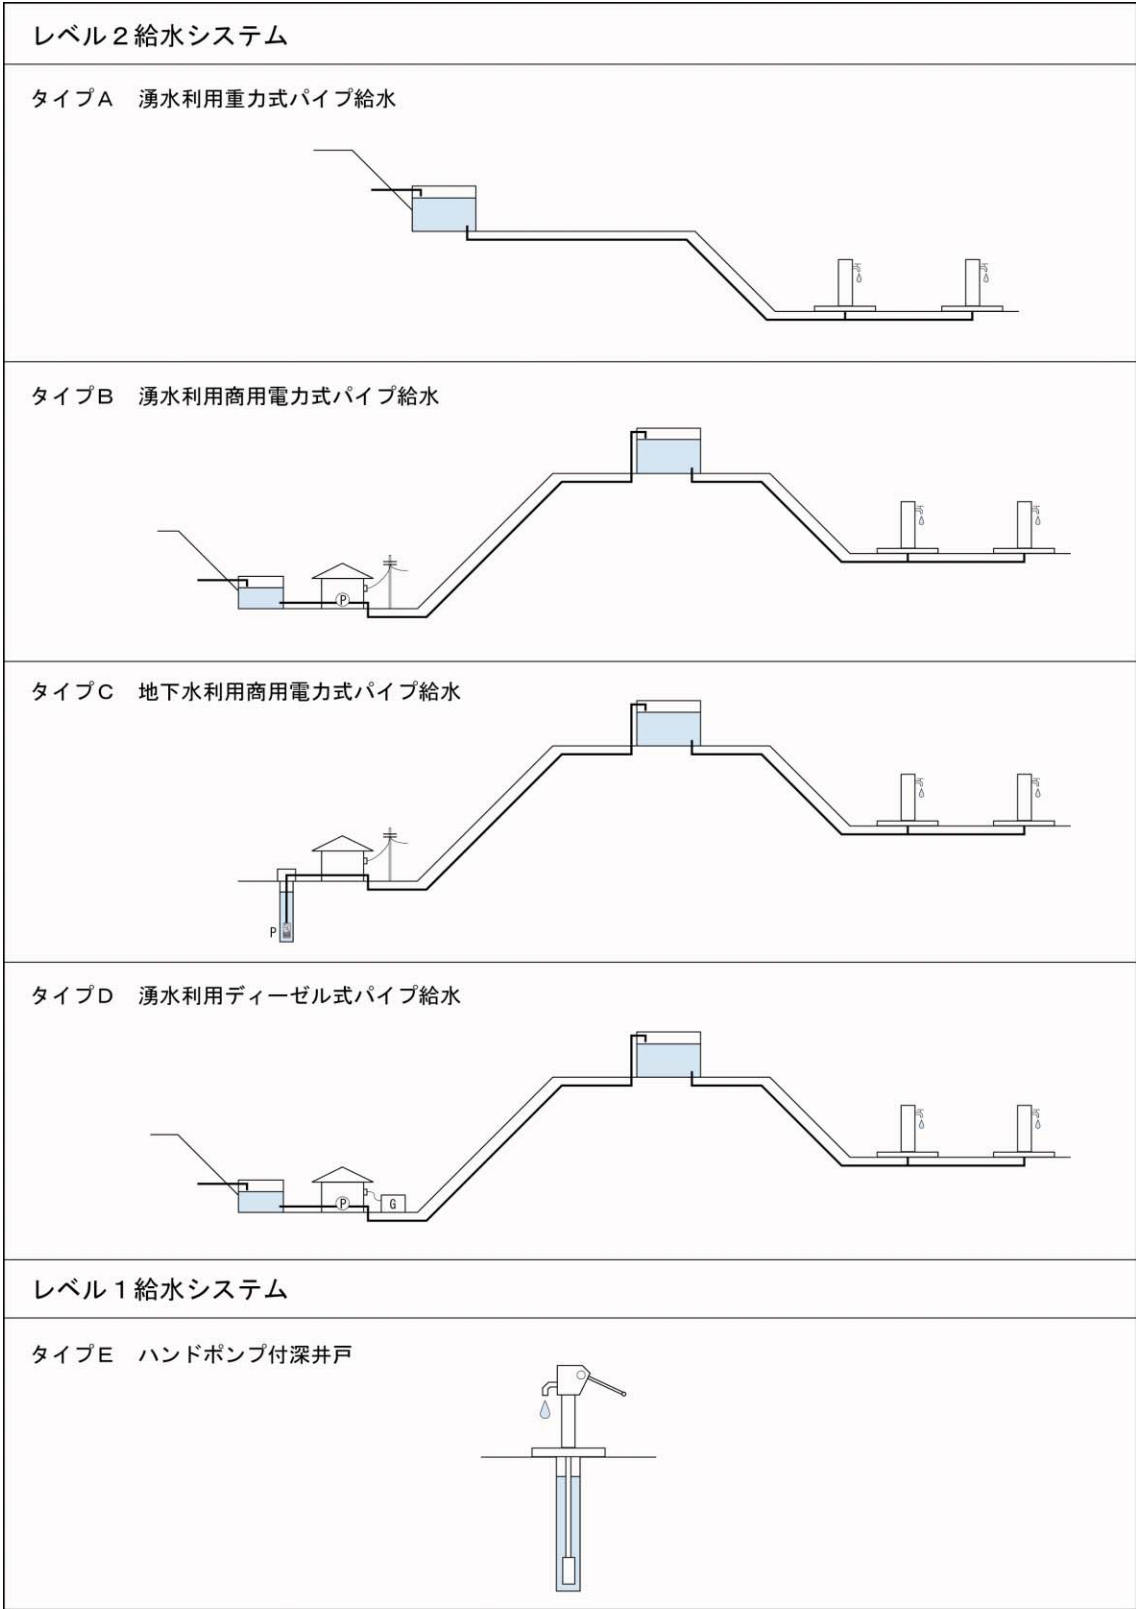 レベル２給水システム
タイプＡ　湧水利用重力式パイプ給水
タイプＢ　湧水利用商用電力式パイプ給水
P
タイプＣ　地下水利用商用電力式パイプ給水
P
タイプＤ　湧水利用ディーゼル式パイプ給水
P
G
レベル１給水システム
タイプＥ　ハンドポンプ付深井戸